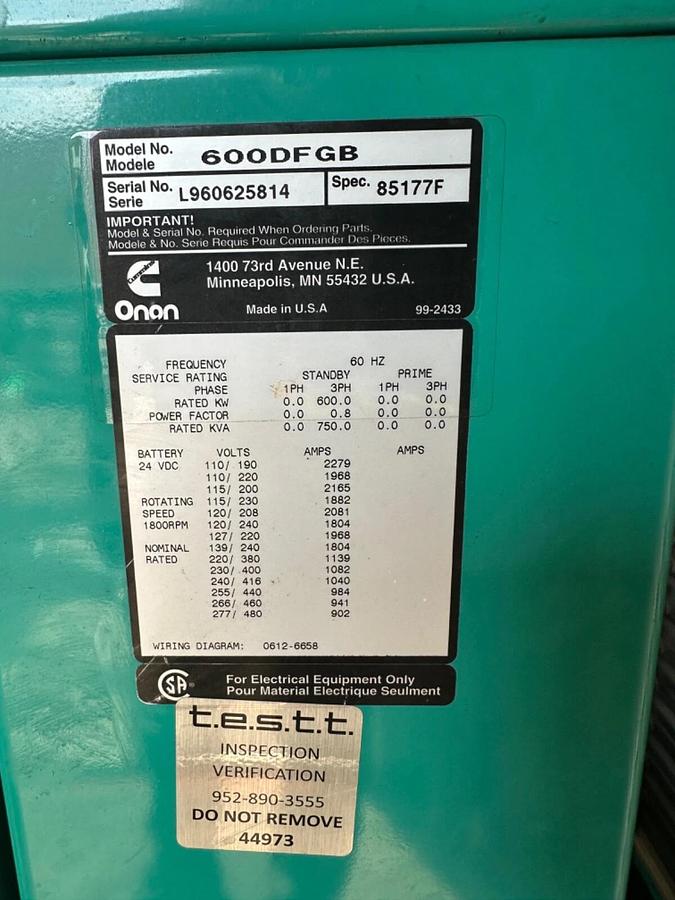 Model No. 600DFGB
Modele
Serial No. L960625814 Spec. 85177F
Serie
IMPORTANT!
Model & Serial No. Required When Ordering Parts.
Modele & No. Serie Requis Pour Commander Des Pieces.
1400 73rd Avenue N.E.
Minneapolis, MN 55432 U.S.A.
Onan Made in U.S.A 99-2433
FREQUENCY 60 HZ
SERVICE RATING STANDBY PRIME
PHASE 1PH 3PH 1PH 3PH
RATED KW 0.0 600.0 0.0 0.0
POWER FACTOR 0.0 0.8 0.0 0.0
RATED KVA 0.0 750.0 0.0 0.0
BATTERY VOLTS AMPS AMPS
24 VDC 110/ 190 2279
110/ 220 1968
115/ 200 2165
ROTATING 115/ 230 1882
SPEED 120/ 208 2081
1800RPM 120/ 240 1804
127/ 220 1968
NOMINAL 139/ 240 1804
RATED 220/ 380 1139
230/ 400 1082
240/ 416 1040
255/ 440 984
266/ 460 941
277/ 480 902
WIRING DIAGRAM: 0612-6658
SA For Electrical Equipment Only
Pour Material Electrique Seulment
t.e.s.t.t.
INSPECTION
VERIFICATION
952-890-3555
DO NOT REMOVE
44973